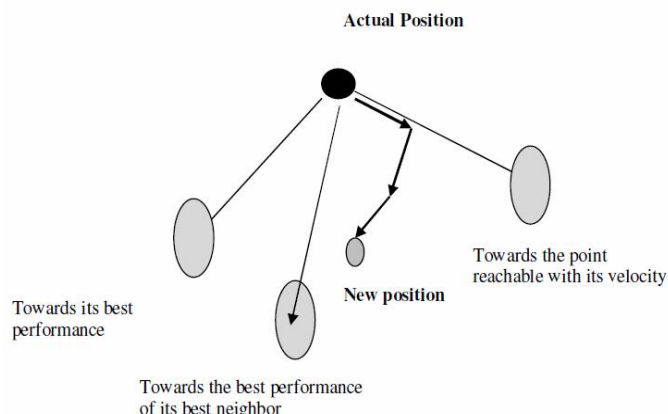 Actual Position
Towards the point
reachable with its velocity
New position
Towards its best
performance
Towards the best performance
of its best neighbor